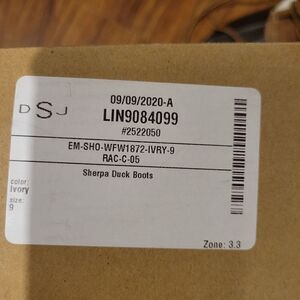 09/09/2020-A
DSJ
LIN9084099
#2522050
EM-SHO-WFW1872-IVRY-9
RAC-C-05
Sherpa Duck Boots
color:
Ivory
size:
9
Zone: 3.3